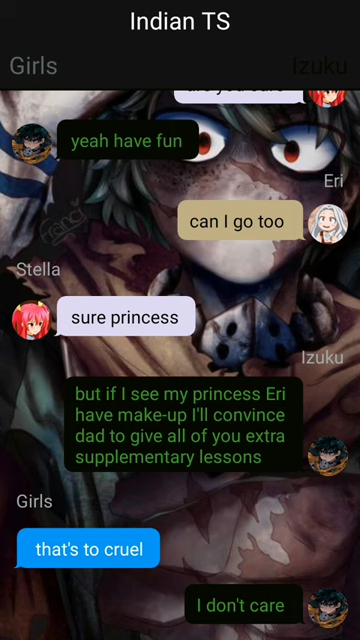 Indian TS
Girls
Izuku
yeah have fun
Eri
can I go too
Stella
sure princess
Izuku
but if I see my princess Eri
have make-up I'll convince
dad to give all of you extra
supplementary lessons
Girls
that's to cruel
I don't care